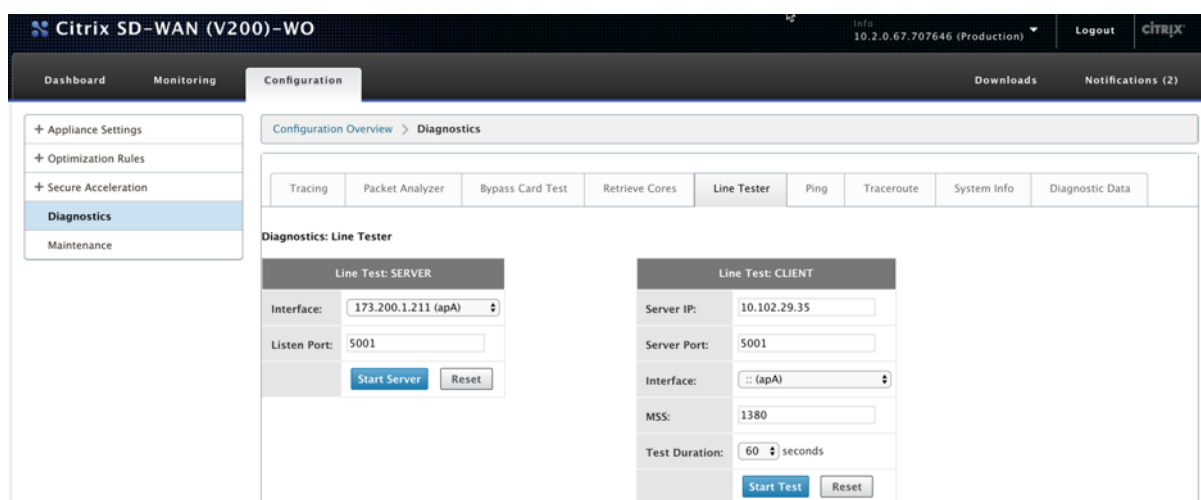 Citrix SD-WAN (V200)-WO
Info
10.2.0.67.707646 (Production)
Logout
CITRIX
Dashboard
Monitoring
Configuration
Downloads
Notifications (2)
+ Appliance Settings
+ Optimization Rules
+ Secure Acceleration
Diagnostics
Maintenance
Configuration Overview > Diagnostics
Tracing
Packet Analyzer
Bypass Card Test
Retrieve Cores
Line Tester
Ping
Traceroute
System Info
Diagnostic Data
Diagnostics: Line Tester
Line Test: SERVER
Interface: 173.200.1.211 (apA)
Listen Port: 5001
Start Server Reset
Line Test: CLIENT
Server IP: 10.102.29.35
Server Port: 5001
Interface: :: (apA)
MSS: 1380
Test Duration: 60 seconds
Start Test Reset